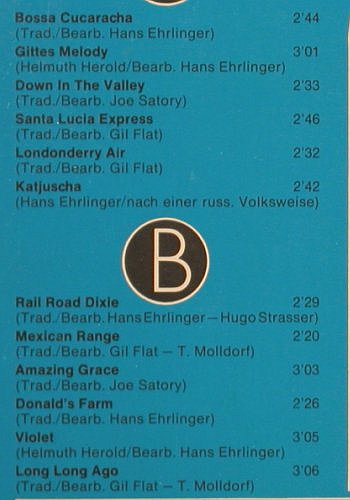 Bossa Cucaracha 2'44
(Trad./Bearb. Hans Ehrlinger)
Gittes Melody 3'01
(Helmuth Herold/Bearb. Hans Ehrlinger)
Down In The Valley 2'33
(Trad./Bearb. Joe Satory)
Santa Lucia Express 2'46
(Trad./Bearb. Gil Flat)
Londonderry Air 2'32
(Trad./Bearb. Gil Flat)
Katjuscha 2'42
(Hans Ehrlinger/nach einer russ. Volksweise)
B
Rail Road Dixie 2'29
(Trad./Bearb. Hans Ehrlinger – Hugo Strasser)
Mexican Range 2'20
(Trad./Bearb. Gil Flat – T. Molldorf)
Amazing Grace 3'03
(Trad./Bearb. Joe Satory)
Donald's Farm 2'26
(Trad./Bearb. Hans Ehrlinger)
Violet 3'05
(Helmuth Herold/Bearb. Hans Ehrlinger)
Long Long Ago 3'06
(Trad./Bearb. Gil Flat – T. Molldorf)